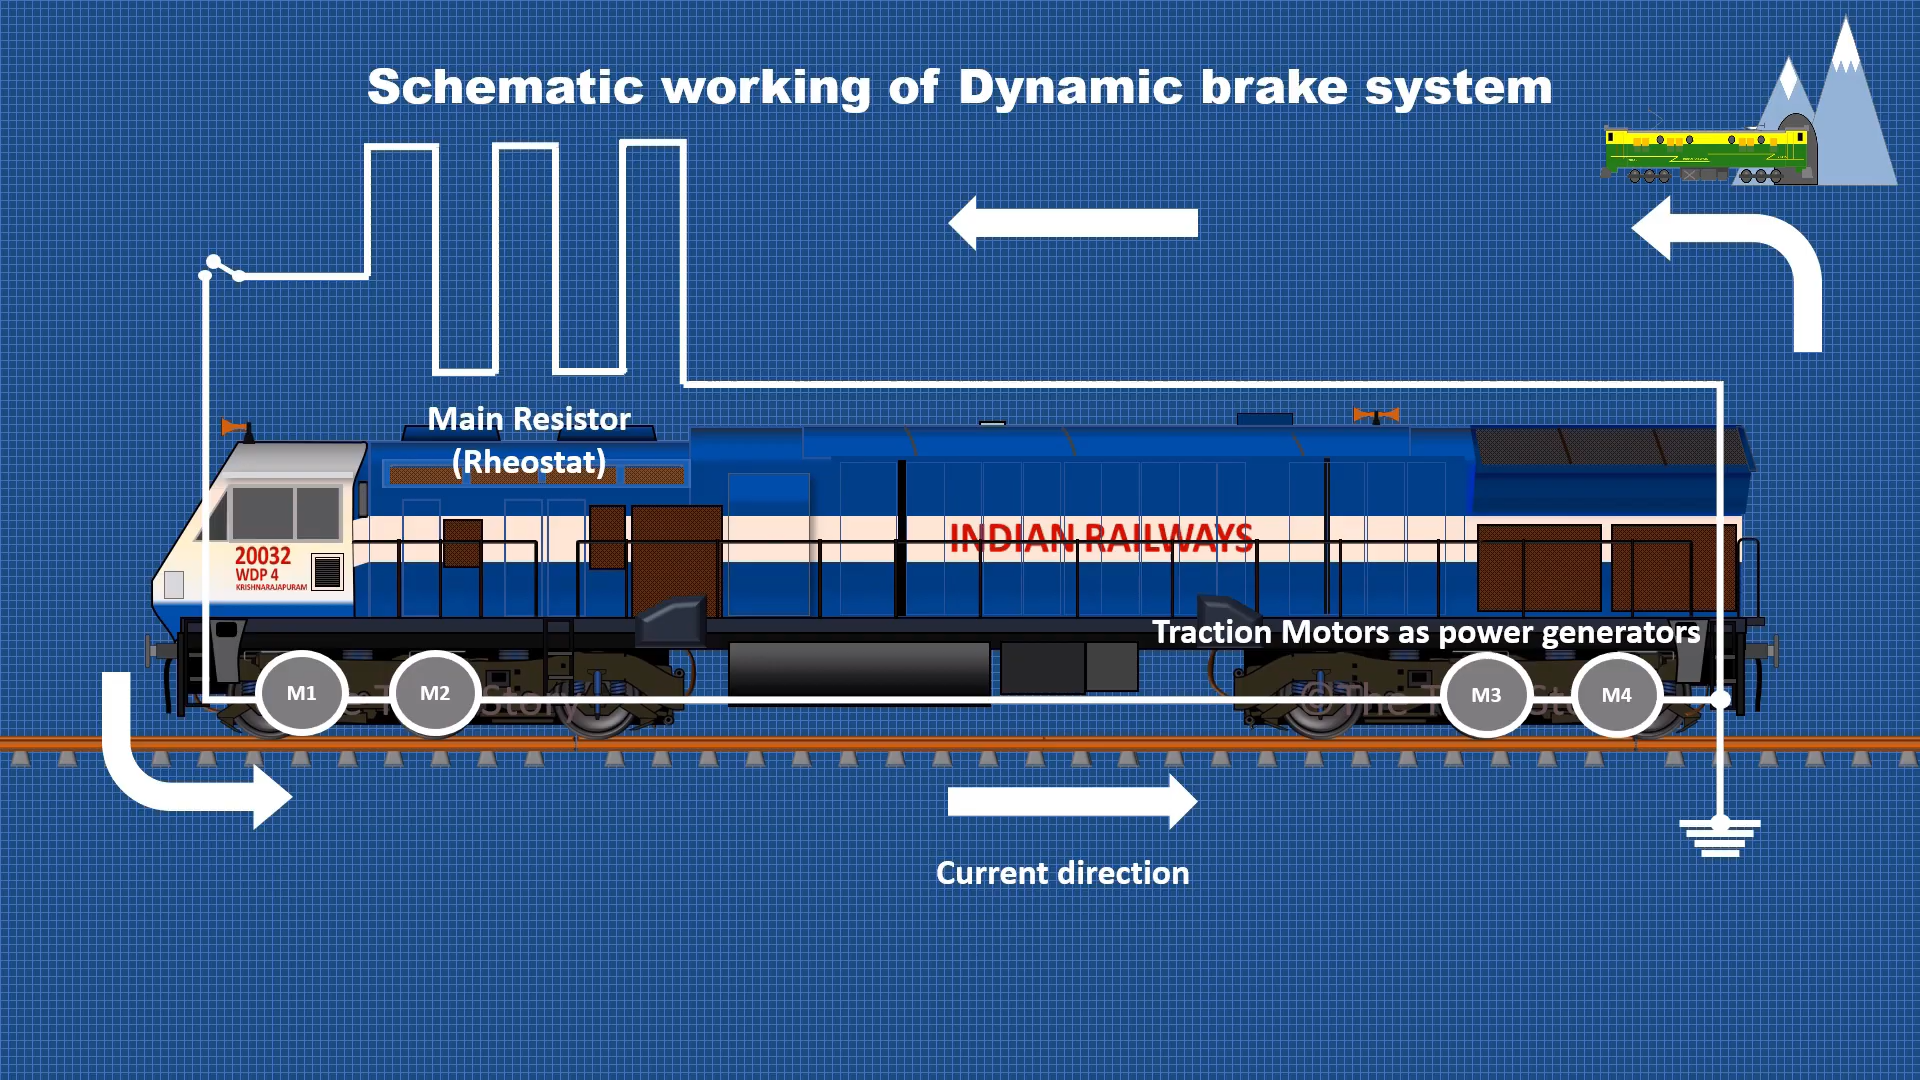 Schematic working of Dynamic brake system
Main Resistor
(Rheostat)
INDIAN RAILWAYS
20032
WDP 4
KRISHNARAJAPURAM
Traction Motors as power generators
M1
M2
M3
M4
Current direction